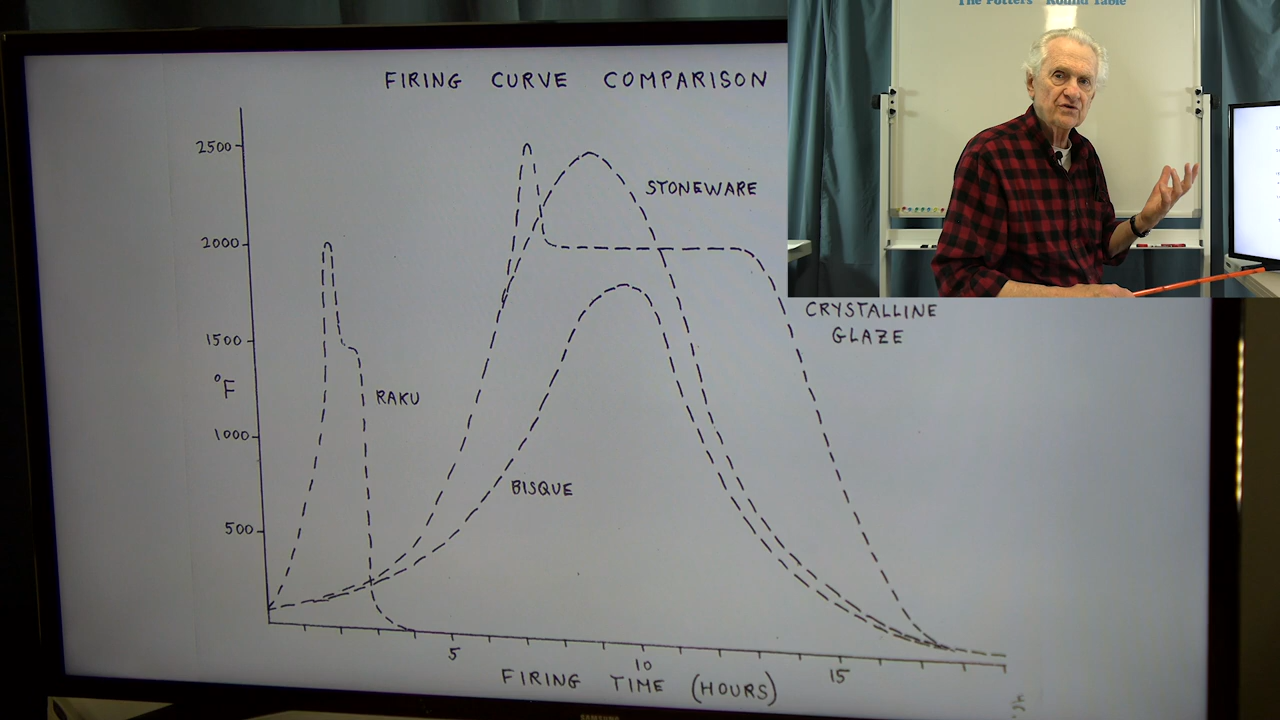 The Potters' Round Table
FIRING CURVE COMPARISON
2500
2000
1500
°F
1000
500
STONEWARE
CRYSTALLINE
GLAZE
RAKU
BISQUE
5
10
15
FIRING TIME (HOURS)
SAMSUNG